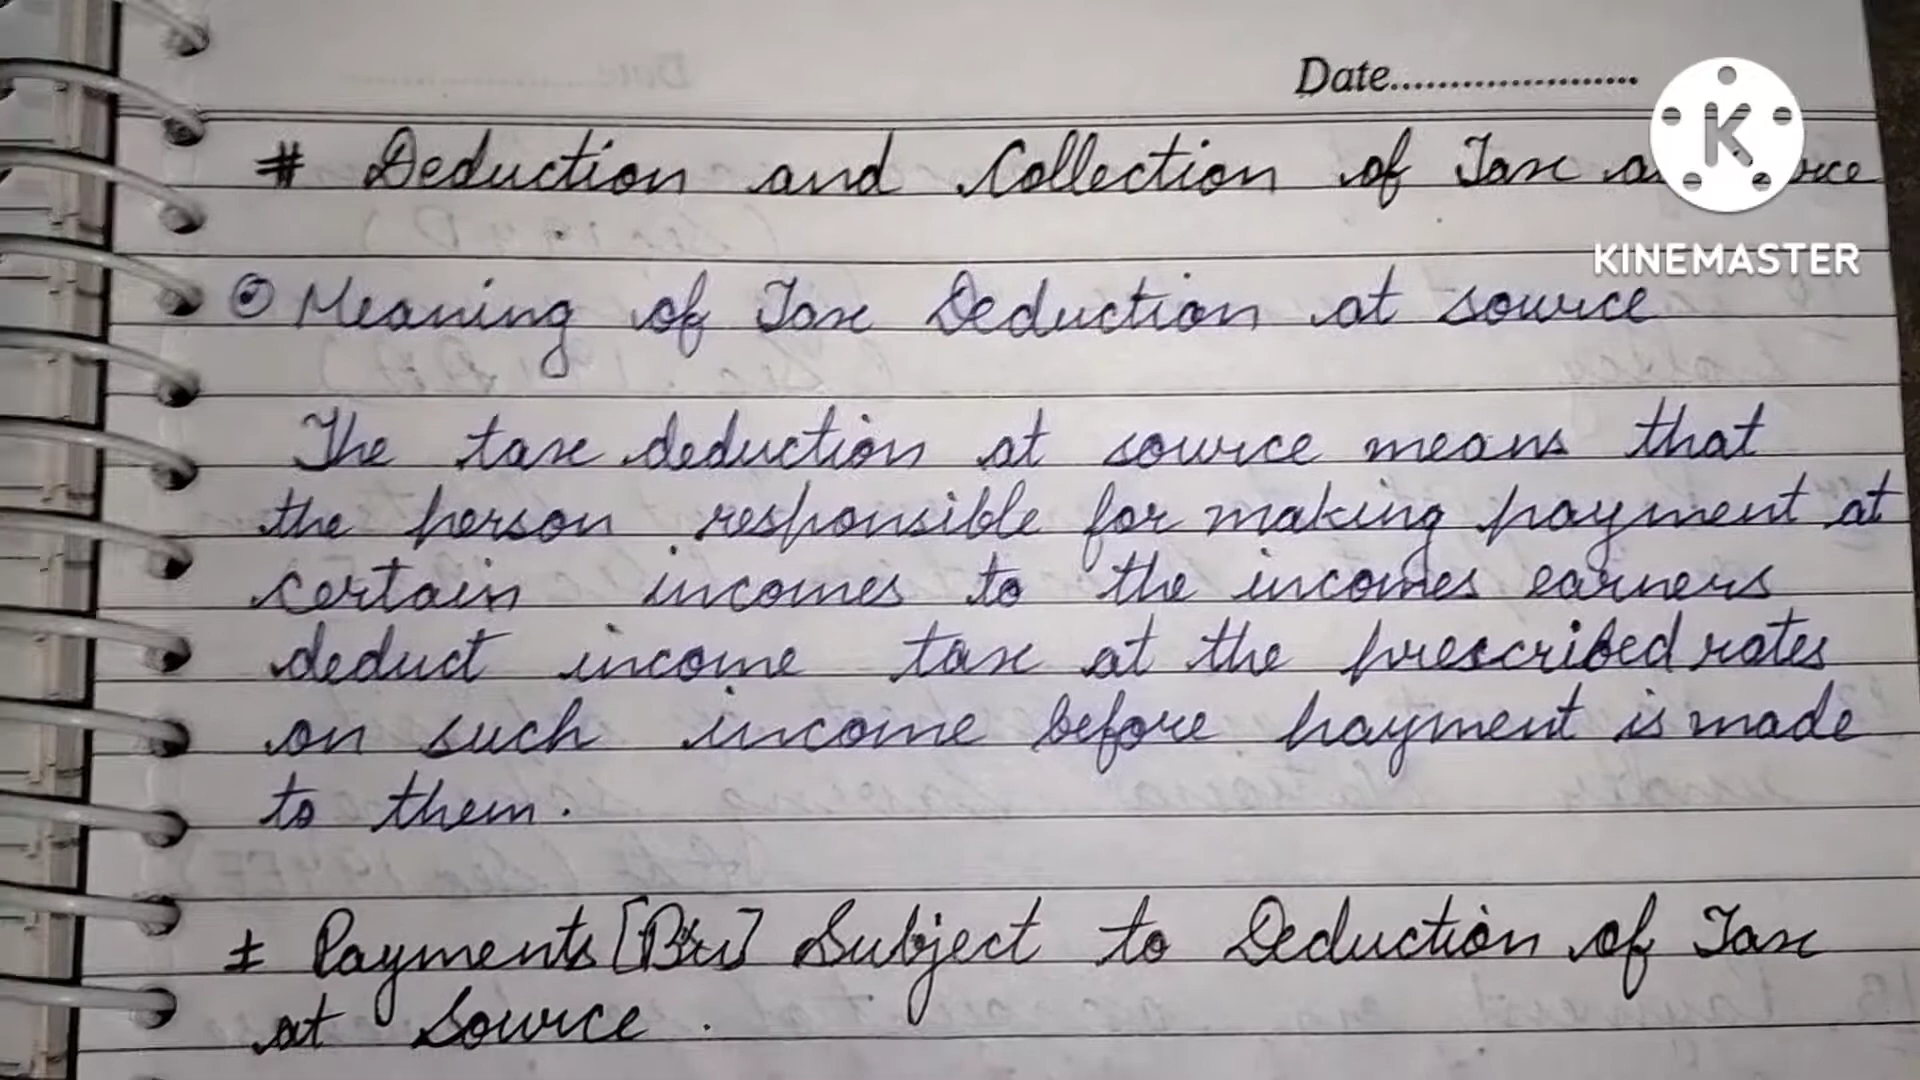 Date.....................
# Deduction and Collection of Tax
KINEMASTER
Meaning of Tax Deduction at source
The tax deduction at source means that
the person responsible for making payment at
certain incomes to the incomes earners
deduct income tax at the prescribed rates
on such income before payment is made
to them.
Payments Subject to Deduction of Tax
at Source.